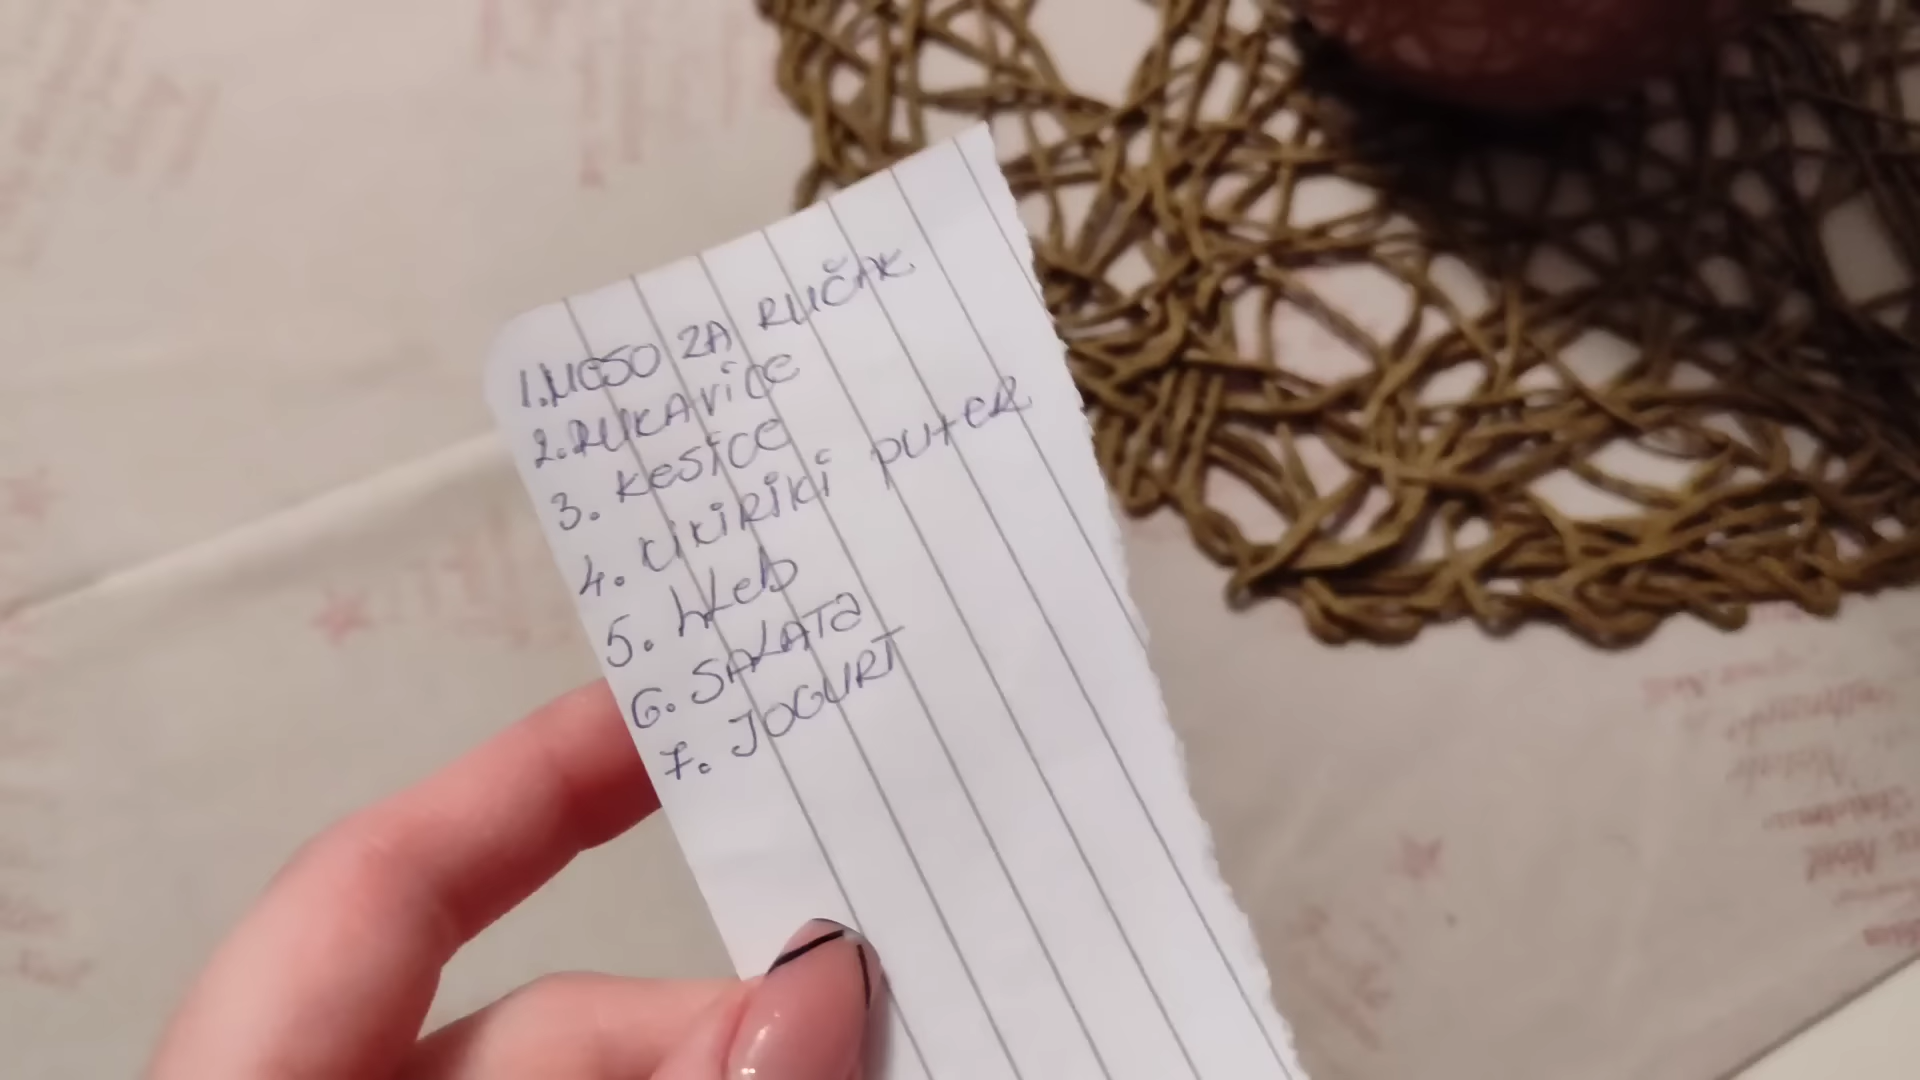 1. MESO ZA RUČAK
2. RUKAVICE
3. KESICE
4. KIKIRIKI PUTER
5. HLEB
6. SALATA
7. JOGURT